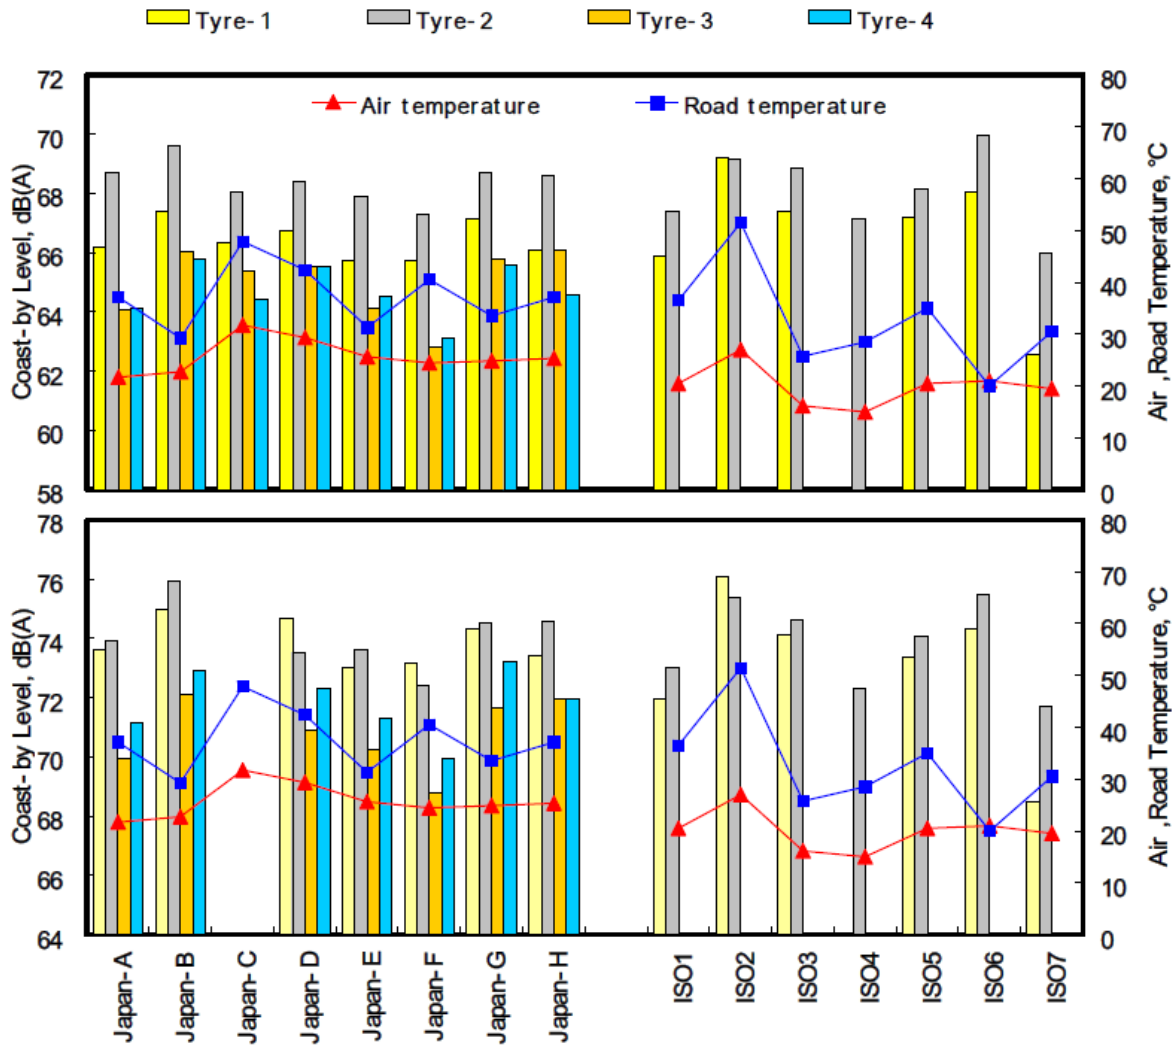 Tyre- 1 Tyre- 2 Tyre- 3 Tyre- 4
Air temperature Road temperature
72
70
68
66
64
62
60
58
Coast- by Level, dB(A)
80
70
60
50
40
30
20
10
0
Air ,Road Temperature, °C
78
76
74
72
70
68
66
64
Coast- by Level, dB(A)
80
70
60
50
40
30
20
10
0
Air ,Road Tmperature, °C
Japan- A
Japan- B
Japan- C
Japan- D
Japan- E
Japan- F
Japan- G
Japan- H
ISO1
ISO2
ISO3
ISO4
ISO5
ISO6
ISO7